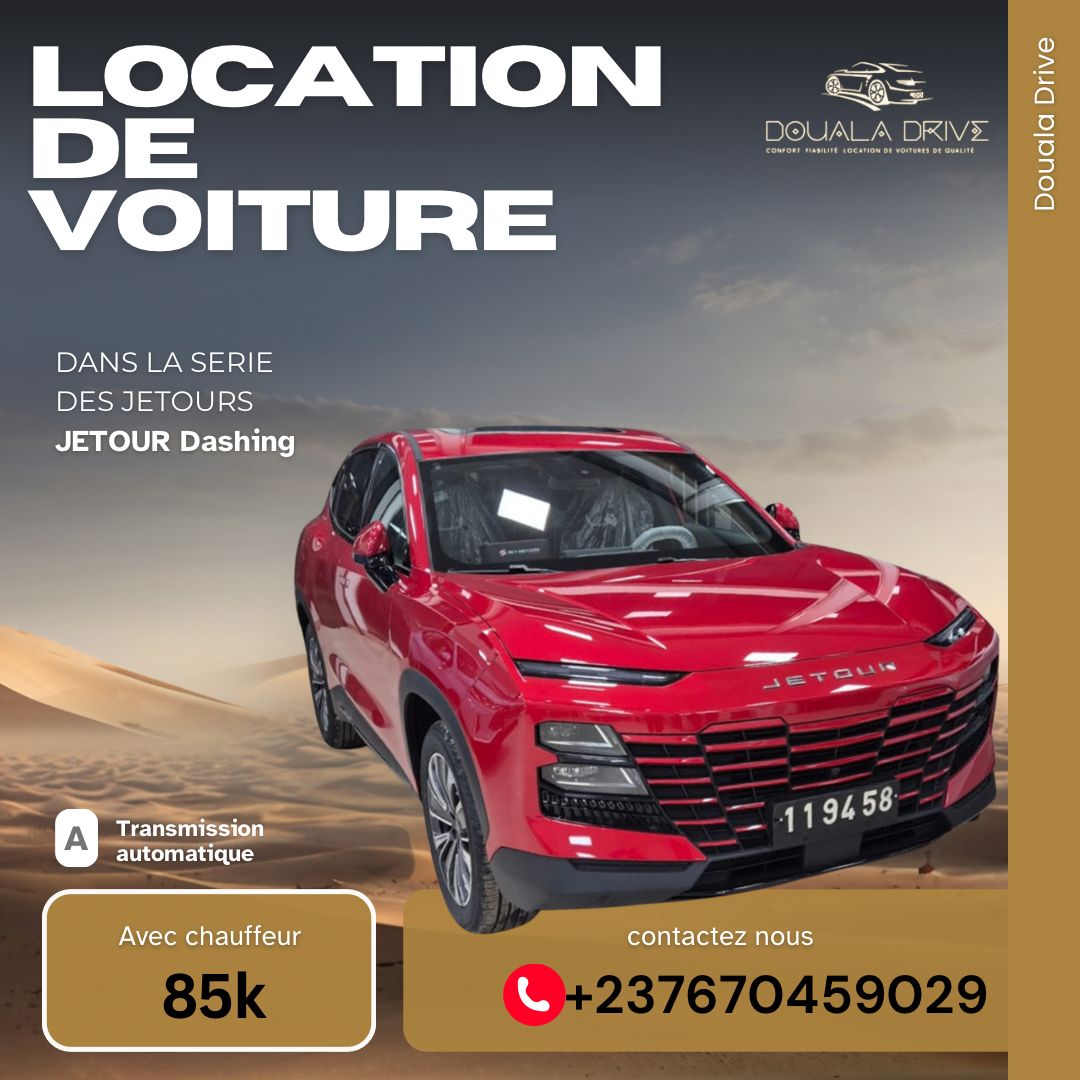 LOCATION
DE
VOITURE
DOUALA DRIVE
CONFORT FIABILITÉ LOCATION DE VOITURES DE QUALITÉ
Douala Drive
DANS LA SERIE
DES JETOURS
JETOUR Dashing
JETOUR
119458
A
Transmission
automatique
Avec chauffeur
85k
contactez nous
+237670459029